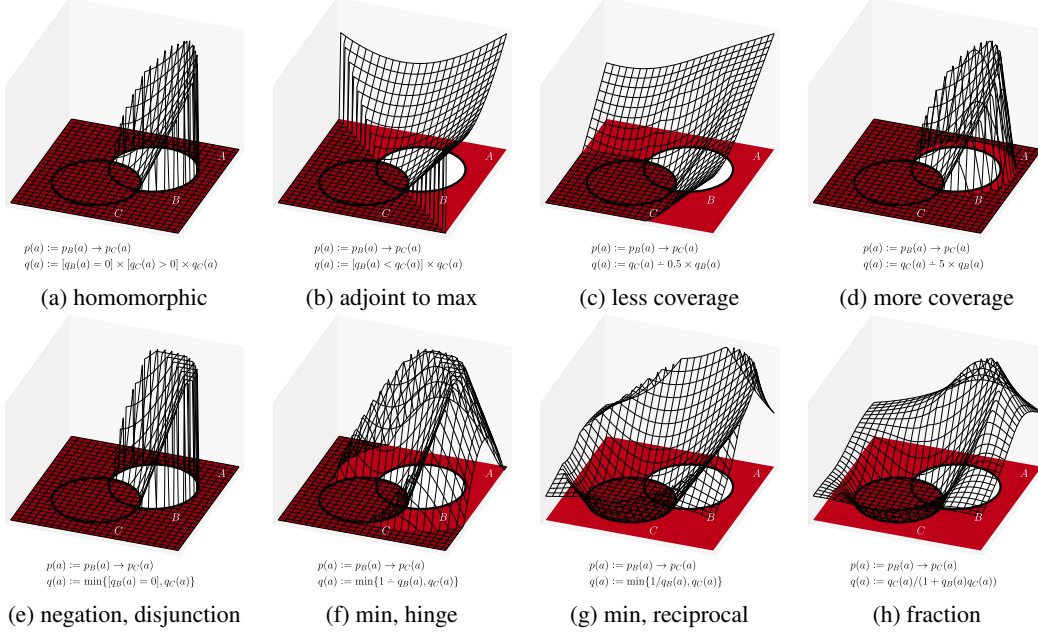 A
B
C
p(a) := p_B(a) → p_C(a)
q(a) := [q_B(a) = 0] × [q_C(a) > 0] × q_C(a)
(a) homomorphic
A
B
C
p(a) := p_B(a) → p_C(a)
q(a) := [q_B(a) < q_C(a)] × q_C(a)
(b) adjoint to max
A
B
C
p(a) := p_B(a) → p_C(a)
q(a) := q_C(a) ∸ 0.5 × q_B(a)
(c) less coverage
A
B
C
p(a) := p_B(a) → p_C(a)
q(a) := q_C(a) ∸ 5 × q_B(a)
(d) more coverage
A
B
C
p(a) := p_B(a) → p_C(a)
q(a) := min{[q_B(a) = 0], q_C(a)}
(e) negation, disjunction
A
B
C
p(a) := p_B(a) → p_C(a)
q(a) := min{1 ∸ q_B(a), q_C(a)}
(f) min, hinge
A
B
C
p(a) := p_B(a) → p_C(a)
q(a) := min{1/q_B(a), q_C(a)}
(g) min, reciprocal
A
B
C
p(a) := p_B(a) → p_C(a)
q(a) := q_C(a)/(1 + q_B(a)q_C(a))
(h) fraction